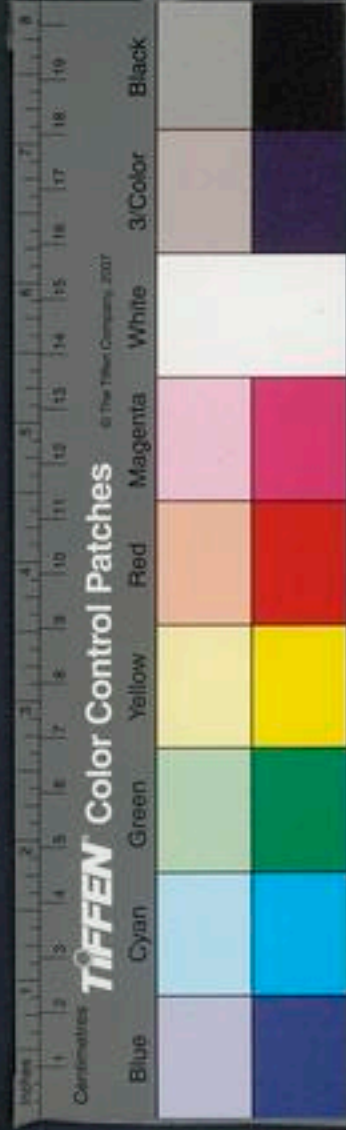 Inches 1 2 3 4 5 6 7 8
Centimetres 1 2 3 4 5 6 7 8 9 10 11 12 13 14 15 16 17 18 19
TIFFEN® Color Control Patches © The Tiffen Company, 2007
Blue Cyan Green Yellow Red Magenta White 3/Color Black